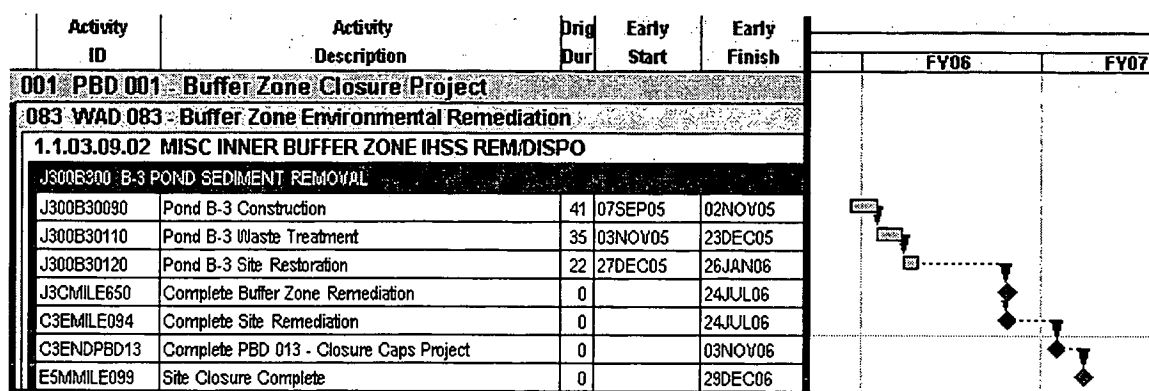 Activity ID Activity Description Orig Dur Early Start Early Finish
FY06 FY07
001 PBD 001 - Buffer Zone Closure Project
083 WAD 083 - Buffer Zone Environmental Remediation
1.1.03.09.02 MISC INNER BUFFER ZONE IHSS REM/DISPO
J300B300 B-3 POND SEDIMENT REMOVAL
J300B30090 Pond B-3 Construction 41 07SEP05 02NOV05
J300B30110 Pond B-3 Waste Treatment 35 03NOV05 23DEC05
J300B30120 Pond B-3 Site Restoration 22 27DEC05 26JAN06
J3CMILE650 Complete Buffer Zone Remediation 0 24JUL06
C3EMILE094 Complete Site Remediation 0 24JUL06
C3ENDPBD13 Complete PBD 013 - Closure Caps Project 0 03NOV06
E5MMILE099 Site Closure Complete 0 29DEC06